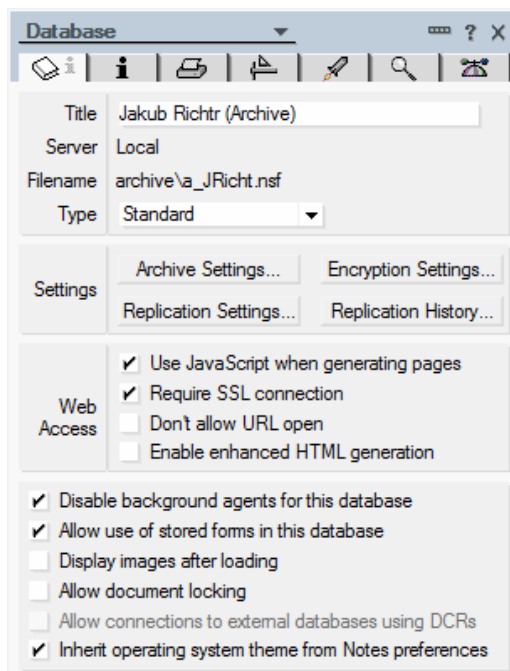 Database
?
Title Jakub Richtr (Archive)
Server Local
Filename archive\a_JRicht.nsf
Type Standard
Settings
Archive Settings... Encryption Settings...
Replication Settings... Replication History...
Web Access
Use JavaScript when generating pages
Require SSL connection
Don't allow URL open
Enable enhanced HTML generation
Disable background agents for this database
Allow use of stored forms in this database
Display images after loading
Allow document locking
Allow connections to external databases using DCRs
Inherit operating system theme from Notes preferences